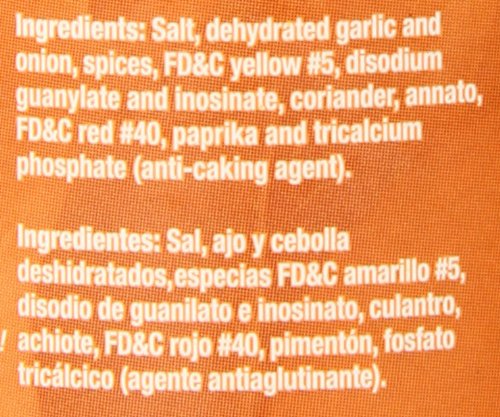 Ingredients: Salt, dehydrated garlic and
onion, spices, FD&C yellow #5, disodium
guanylate and inosinate, coriander, annato,
FD&C red #40, paprika and tricalcium
phosphate (anti-caking agent).
Ingredientes: Sal, ajo y cebolla
deshidratados,especias FD&C amarillo #5,
disodio de guanilato e inosinato, culantro,
! achiote, FD&C rojo #40, pimentón, fosfato
tricálcico (agente antiaglutinante).